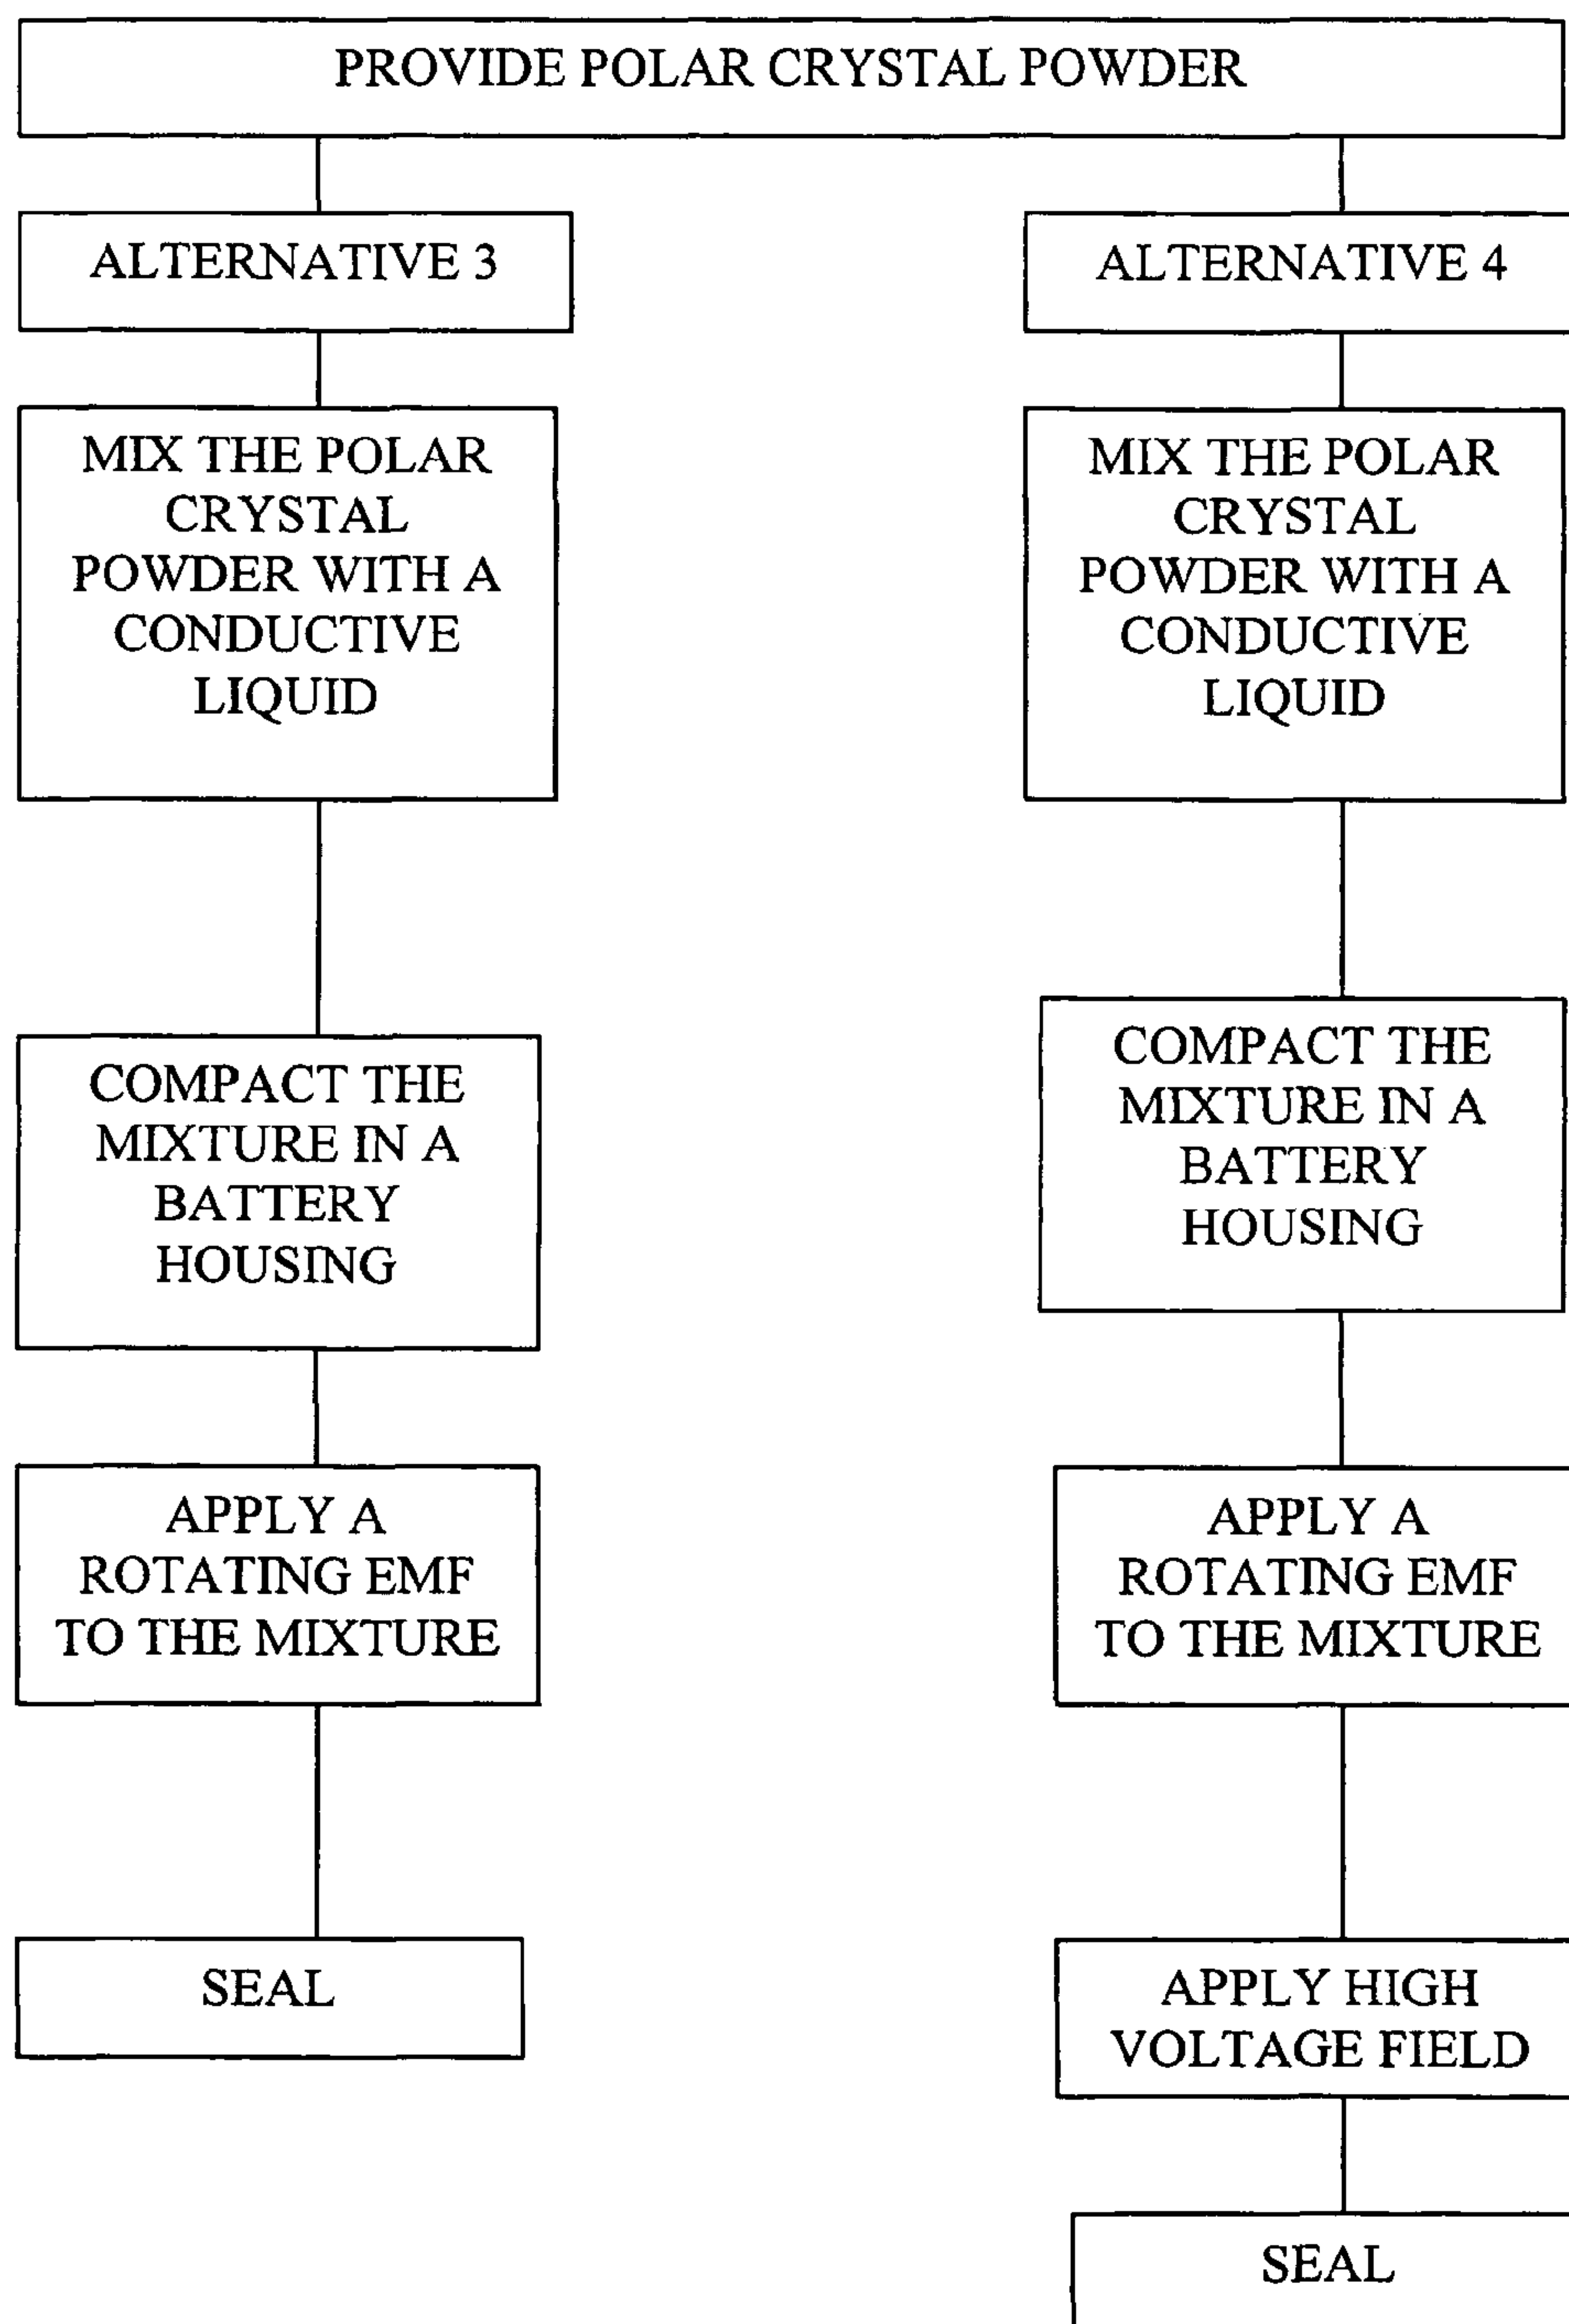 PROVIDE POLAR CRYSTAL POWDER
ALTERNATIVE 3
MIX THE POLAR
CRYSTAL
POWDER WITH A
CONDUCTIVE
LIQUID
COMPACT THE
MIXTURE IN A
BATTERY
HOUSING
APPLY A
ROTATING EMF
TO THE MIXTURE
SEAL
ALTERNATIVE 4
MIX THE POLAR
CRYSTAL
POWDER WITH A
CONDUCTIVE
LIQUID
COMPACT THE
MIXTURE IN A
BATTERY
HOUSING
APPLY A
ROTATING EMF
TO THE MIXTURE
APPLY HIGH
VOLTAGE FIELD
SEAL